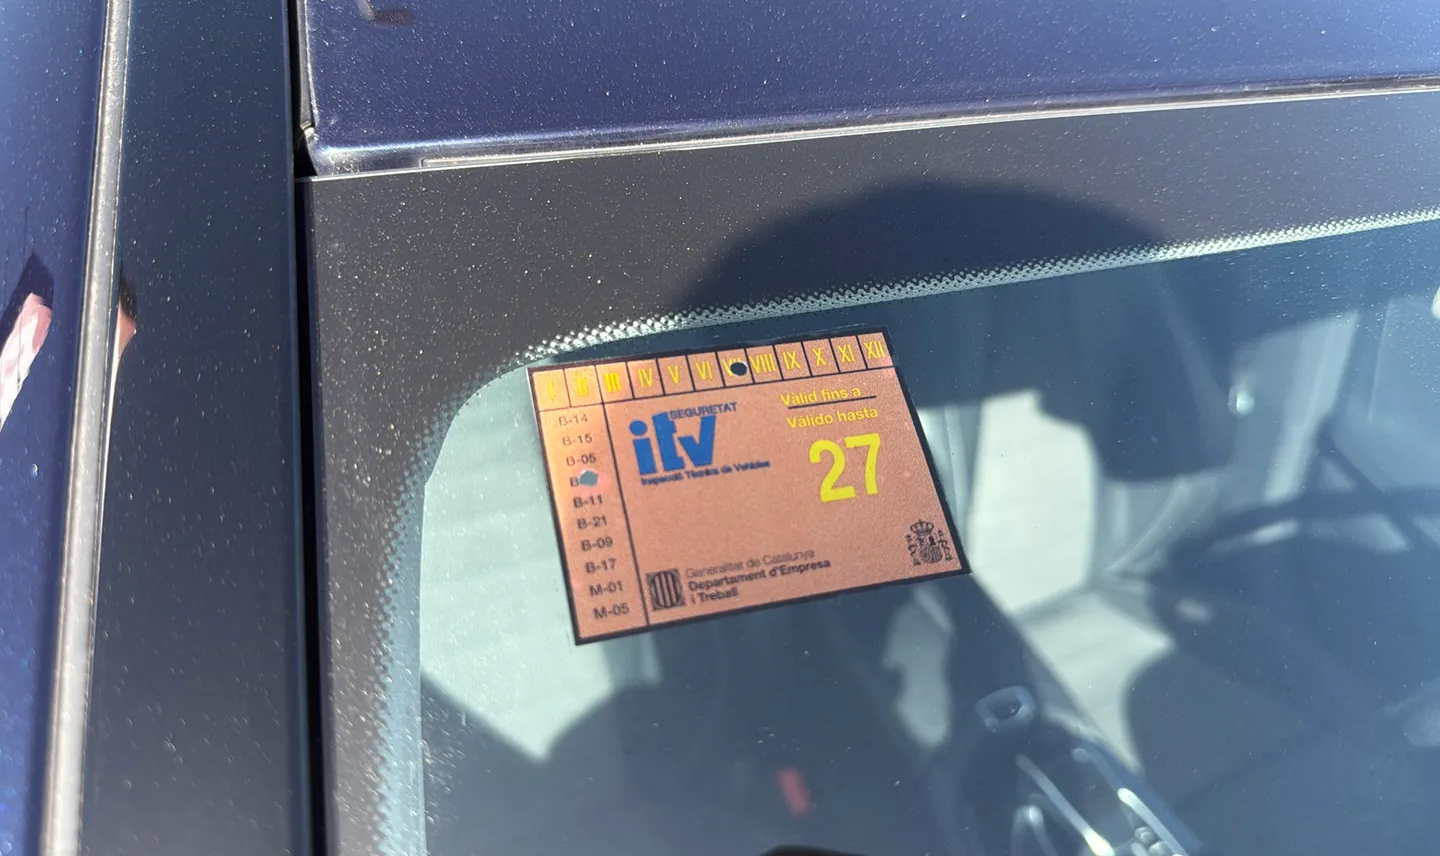 I II III IV V VI VIII IX X XI XII
B-14
B-15
B-05
B-11
B-21
B-09
B-17
M-01
M-05
SEGURETAT
itv
Inspecció Tècnica de Vehicles
Vàlid fins a
Válido hasta
27
Generalitat de Catalunya
Departament d'Empresa
i Treball